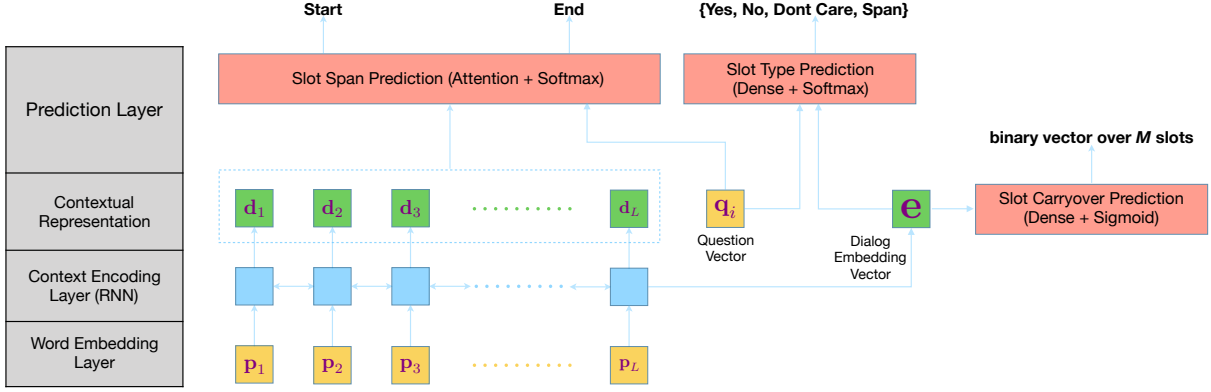 Start
End
{Yes, No, Dont Care, Span}
Prediction Layer
Slot Span Prediction (Attention + Softmax)
Slot Type Prediction
(Dense + Softmax)
binary vector over M slots
Contextual
Representation
d1 d2 d3 dL
qi
e
Slot Carryover Prediction
(Dense + Sigmoid)
Question
Vector
Dialog
Embedding
Vector
Context Encoding
Layer (RNN)
Word Embedding
Layer
p1 p2 p3 pL